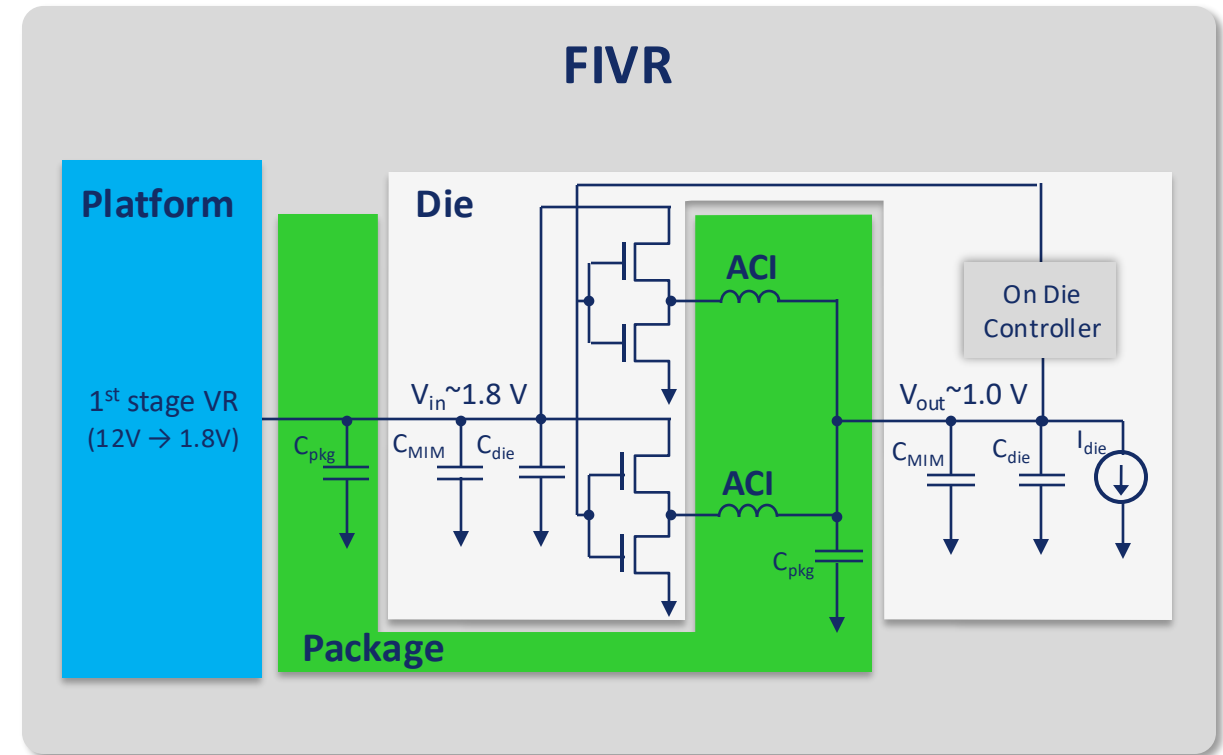 FIVR
Platform
Die
ACI
On Die
Controller
1st stage VR
(12V → 1.8V)
Vin~1.8 V
Vout~1.0 V
Cpkg
CMIM
Cdie
CMIM
Cdie
Idie
ACI
Cpkg
Package